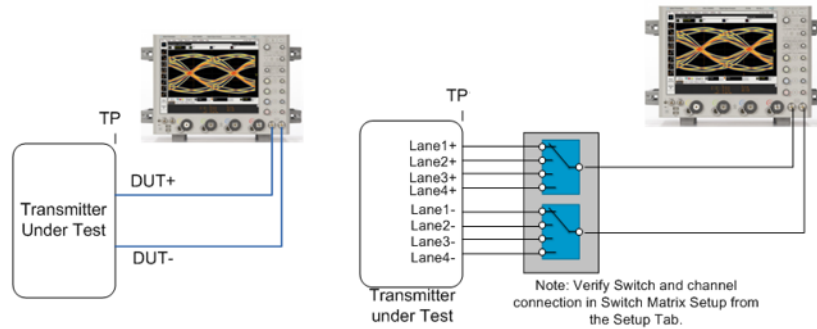 TP
DUT+
Transmitter
Under Test
DUT-
TP
Lane1+
Lane2+
Lane3+
Lane4+
Lane1-
Lane2-
Lane3-
Lane4-
Transmitter
under Test
Note: Verify Switch and channel
connection in Switch Matrix Setup from
the Setup Tab.